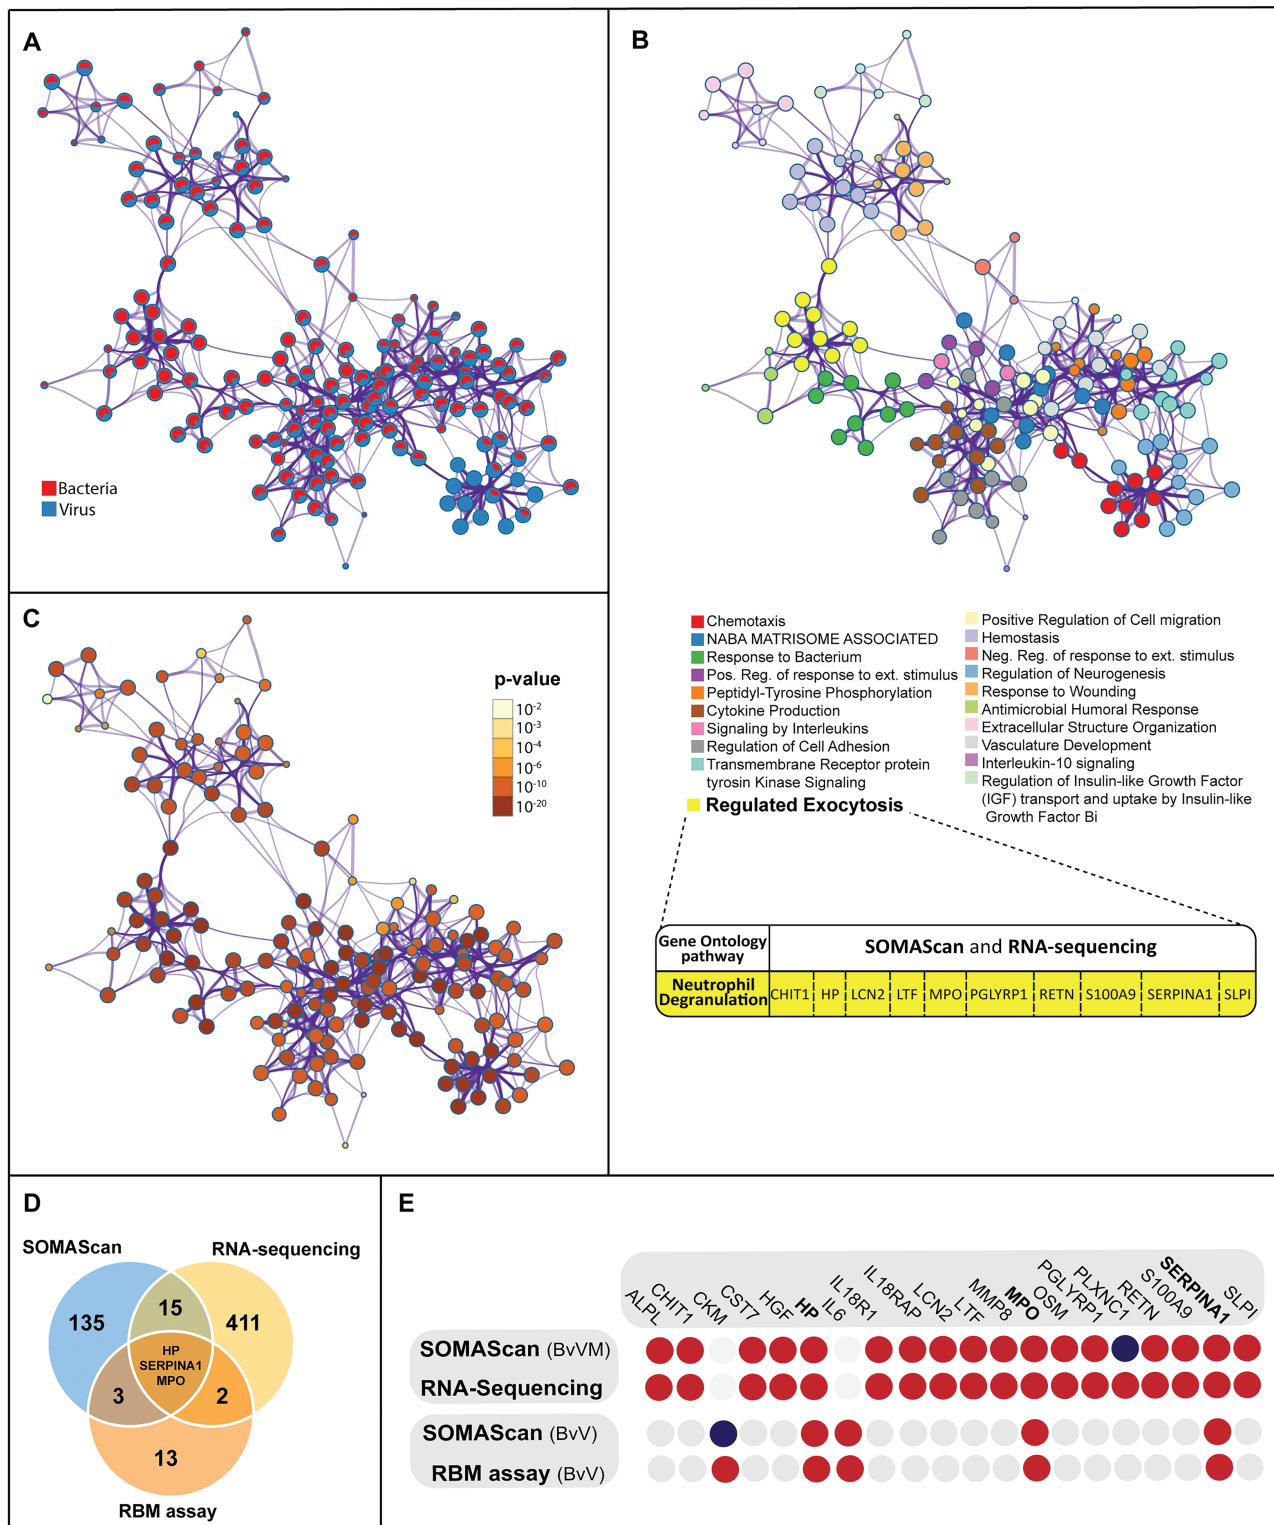 A
Bacteria
Virus
B
Chemotaxis
NABA MATRISOME ASSOCIATED
Response to Bacterium
Pos. Reg. of response to ext. stimulus
Peptidyl-Tyrosine Phosphorylation
Cytokine Production
Signaling by Interleukins
Regulation of Cell Adhesion
Transmembrane Receptor protein
tyrosin Kinase Signaling
Regulated Exocytosis
Positive Regulation of Cell migration
Hemostasis
Neg. Reg. of response to ext. stimulus
Regulation of Neurogenesis
Response to Wounding
Antimicrobial Humoral Response
Extracellular Structure Organization
Vasculature Development
Interleukin-10 signaling
Regulation of Insulin-like Growth Factor
(IGF) transport and uptake by Insulin-like
Growth Factor Bi
Gene Ontology
pathway
SOMAScan and RNA-sequencing
Neutrophil
Degranulation
CHIT1 HP LCN2 LTF MPO PGLYRP1 RETN S100A9 SERPINA1 SLPI
C
p-value
10-2
10-3
10-4
10-6
10-10
10-20
D
SOMAScan
RNA-sequencing
135
15
411
HP
SERPINA1
MPO
3
2
13
RBM assay
E
ALPL
CHIT1
CKM
CST7
HGF
HP
IL6
IL18R1
IL18RAP
LCN2
LTF
MMP8
MPO
OSM
PGLYRP1
PLXNC1
RETN
S100A9
SERPINA1
SLPI
SOMAScan (BvVM)
RNA-Sequencing
SOMAScan (BvV)
RBM assay (BvV)